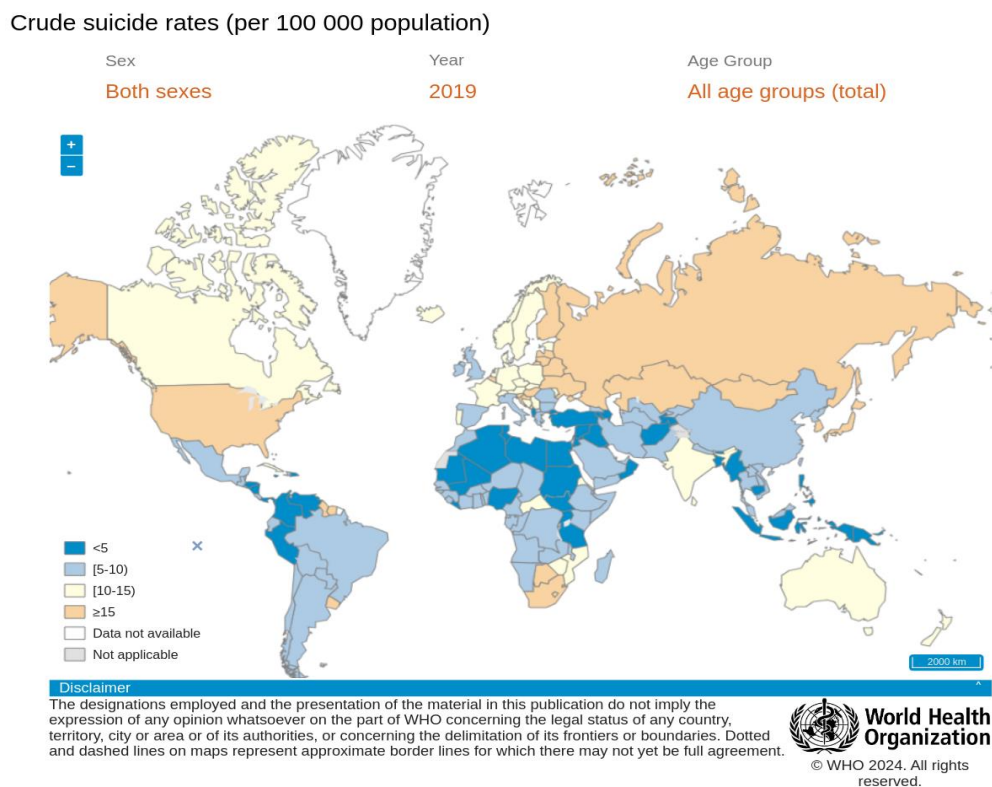 Crude suicide rates (per 100 000 population)
Sex Year Age Group
Both sexes 2019 All age groups (total)
+
−
<5
[5-10)
[10-15)
≥15
Data not available
Not applicable
2000 km
Disclaimer ^
The designations employed and the presentation of the material in this publication do not imply the
expression of any opinion whatsoever on the part of WHO concerning the legal status of any country,
territory, city or area or of its authorities, or concerning the delimitation of its frontiers or boundaries. Dotted
and dashed lines on maps represent approximate border lines for which there may not yet be full agreement.
World Health
Organization
© WHO 2024. All rights
reserved.